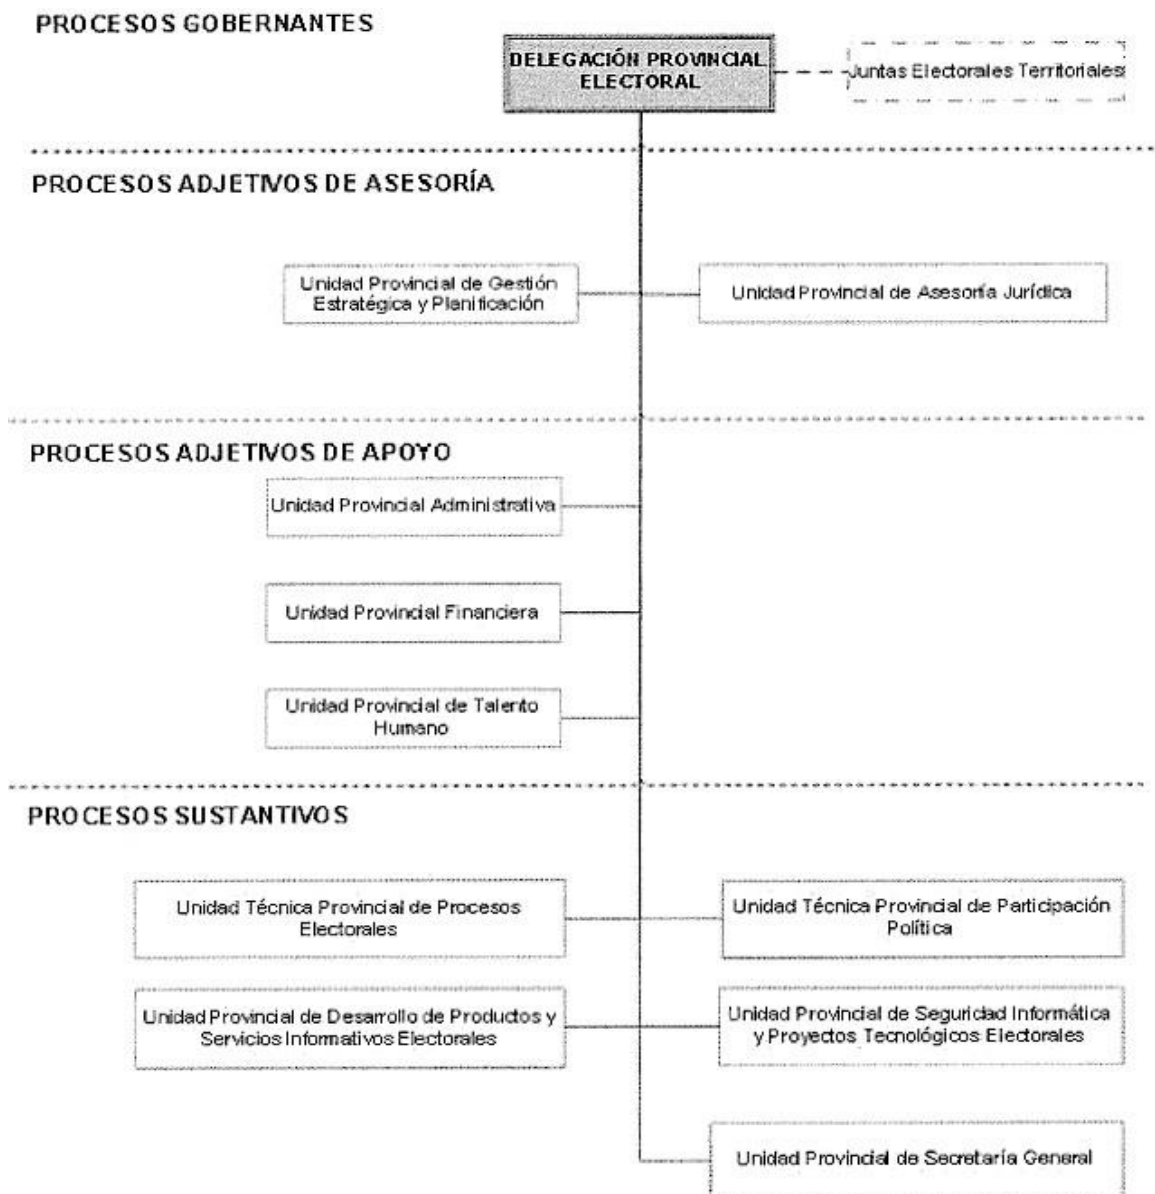 PROCESOS GOBERNANTES
DELEGACIÓN PROVINCIAL
ELECTORAL
Juntas Electorales Territoriales
PROCESOS ADJETIVOS DE ASESORÍA
Unidad Provincial de Gestión
Estratégica y Planificación
Unidad Provincial de Asesoría Jurídica
PROCESOS ADJETIVOS DE APOYO
Unidad Provincial Administrativa
Unidad Provincial Financiera
Unidad Provincial de Talento
Humano
PROCESOS SUSTANTIVOS
Unidad Técnica Provincial de Procesos
Electorales
Unidad Técnica Provincial de Participación
Política
Unidad Provincial de Desarrollo de Productos y
Servicios Informativos Electorales
Unidad Provincial de Seguridad Informática
y Proyectos Tecnológicos Electorales
Unidad Provincial de Secretaría General